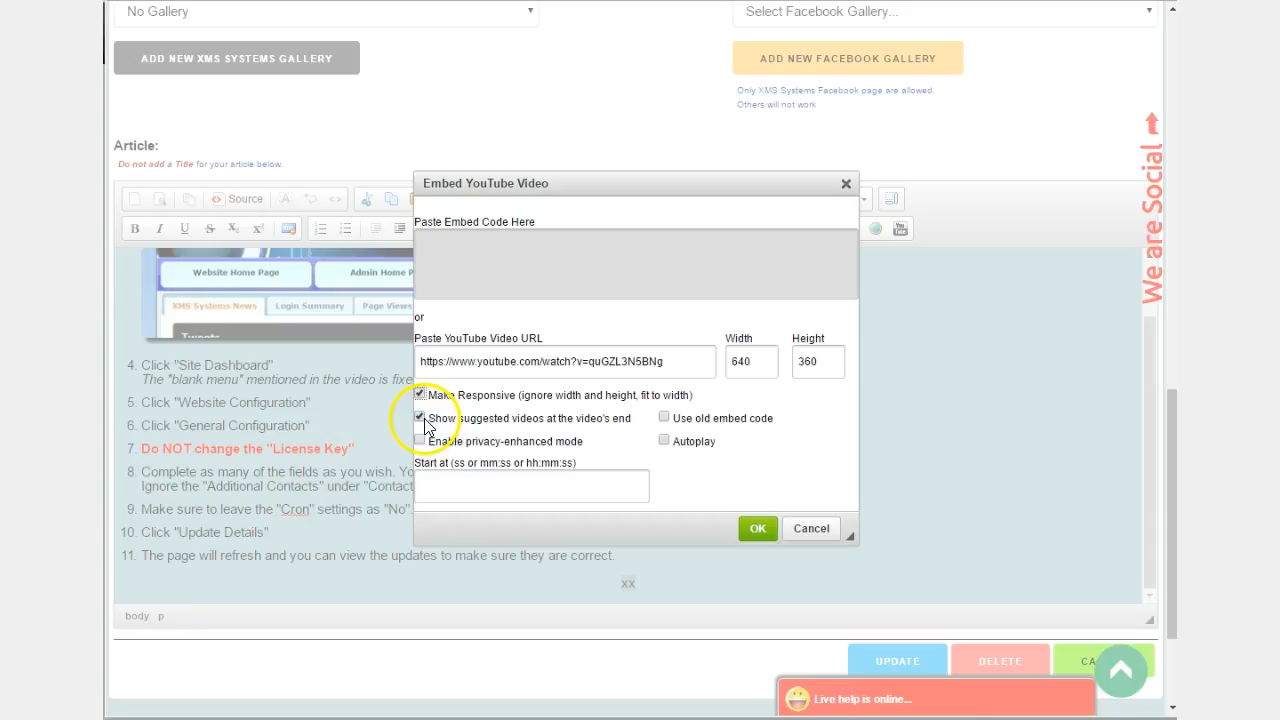 No Gallery
Select Facebook Gallery...
ADD NEW XMS SYSTEMS GALLERY
ADD NEW FACEBOOK GALLERY
Only XMS Systems Facebook page are allowed.
Others will not work
We are Social
Article:
Do not add a Title for your article below.
Embed YouTube Video
Source
Paste Embed Code Here
B I U S x₂ x²
You Tube
Website Home Page
Admin Home P
XMS Systems News
Login Summary
Page Views
Tweets
or
Paste YouTube Video URL
Width
Height
https://www.youtube.com/watch?v=quGZL3N5BNg
640
360
4. Click "Site Dashboard"
The "blank menu" mentioned in the video is fixe
Make Responsive (ignore width and height, fit to width)
5. Click "Website Configuration"
Show suggested videos at the video's end
Use old embed code
6. Click "General Configuration"
Enable privacy-enhanced mode
Autoplay
7. Do NOT change the "License Key"
Start at (ss or mm:ss or hh:mm:ss)
8. Complete as many of the fields as you wish. Yo
Ignore the "Additional Contacts" under "Contact
9. Make sure to leave the "Cron" settings as "No".
OK
Cancel
10. Click "Update Details"
11. The page will refresh and you can view the updates to make sure they are correct.
xx
body p
UPDATE
DELETE
CA
Live help is online...